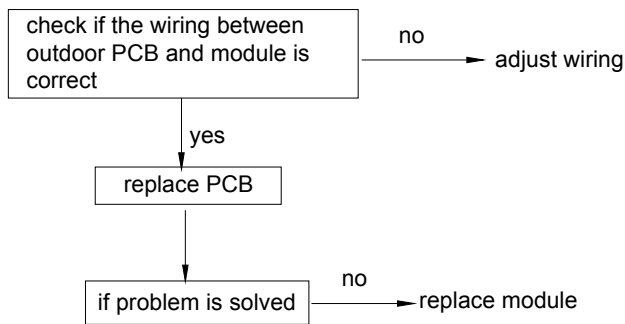 check if the wiring between
outdoor PCB and module is
correct
no
adjust wiring
yes
replace PCB
if problem is solved
no
replace module